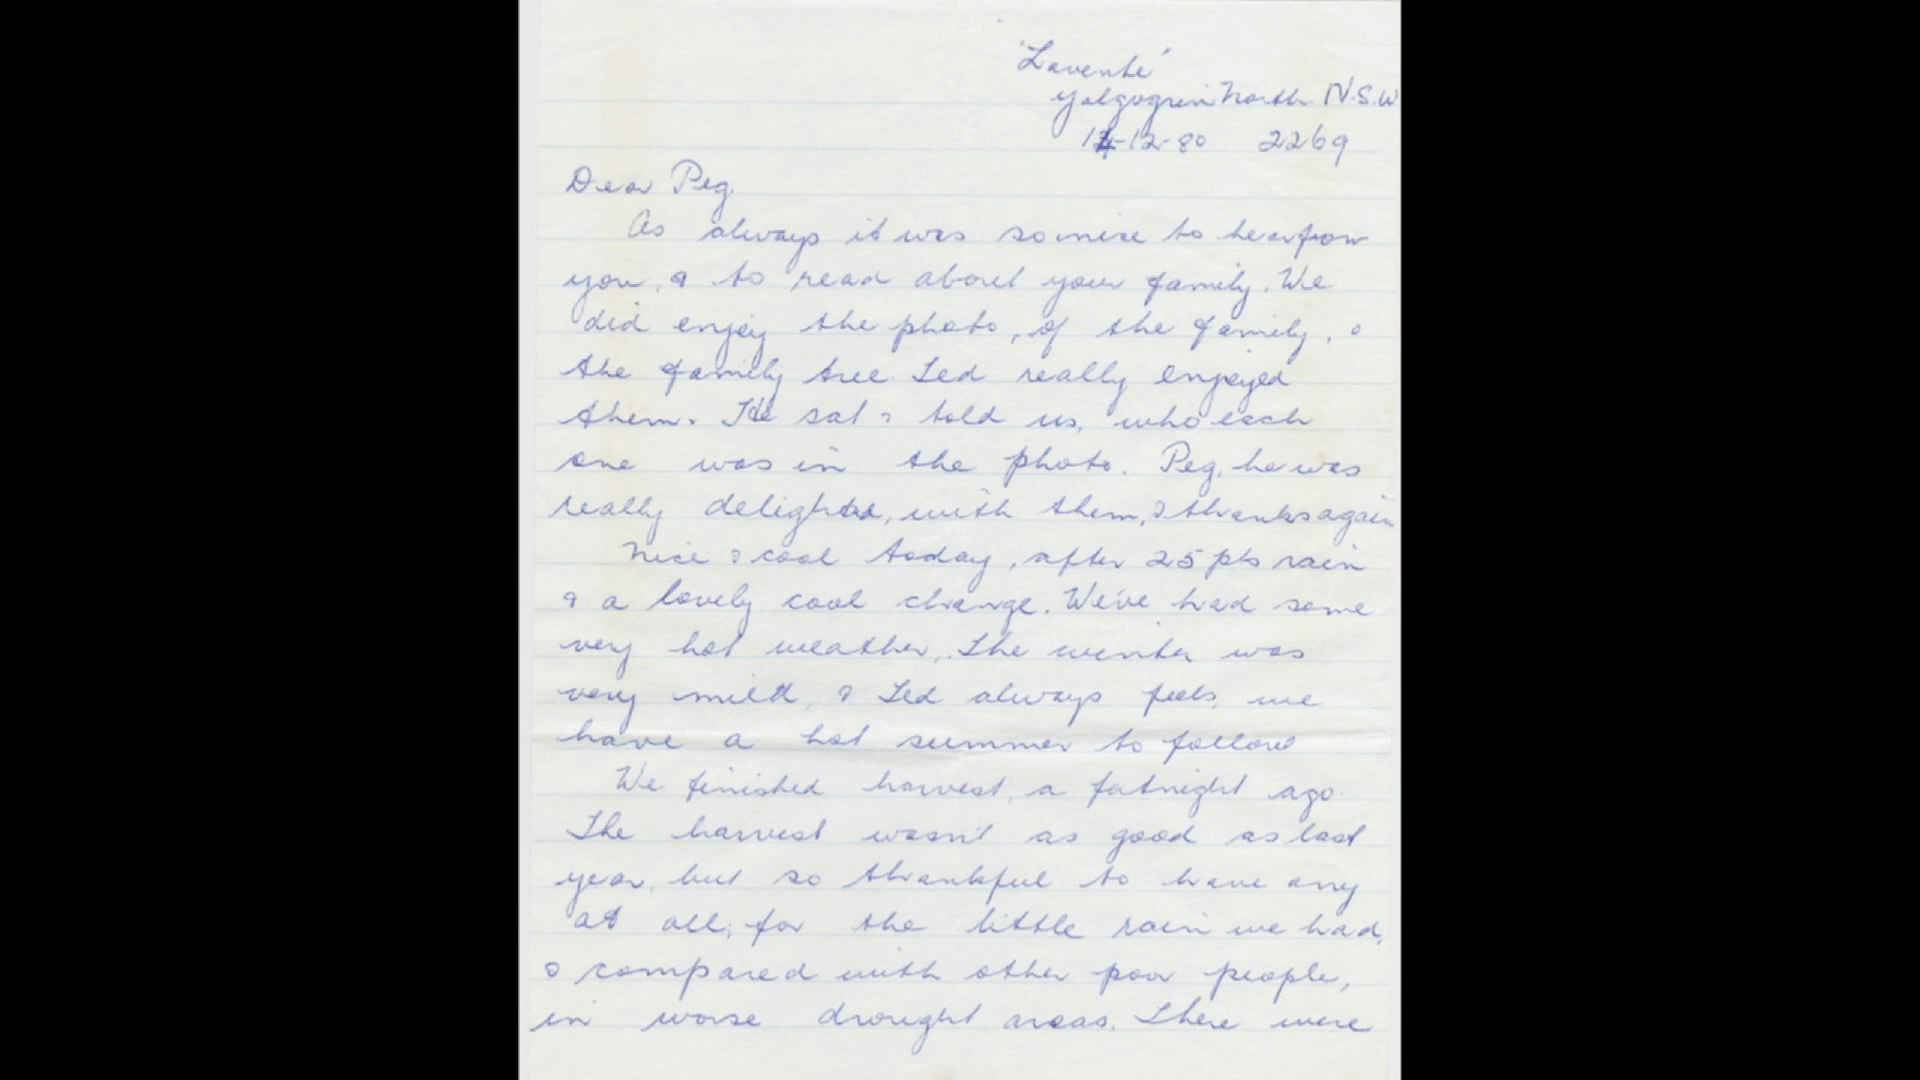 "Laventie"
Yalgogrin North. N.S.W
14-12-80 2269
Dear Peg.
As always it was so nice to hear from
you, & to read about your family. We
did enjoy the photo, of the family, &
the family tree. Ted really enjoyed
them. He sat & told us, who each
one was in the photo. Peg, he was
really delighted, with them, & thanks again
Nice & cool today, after 25 pts rain
& a lovely cool change. We've had some
very hot weather, The winter was
very mild, & Ted always feels, we
have a hot summer to follow
We finished harvest, a fotnight ago.
The harvest wasn't as good as last
year, but so thankful to have any
at all, for the little rain we had,
& compared with other poor people,
in worse drought areas. There were